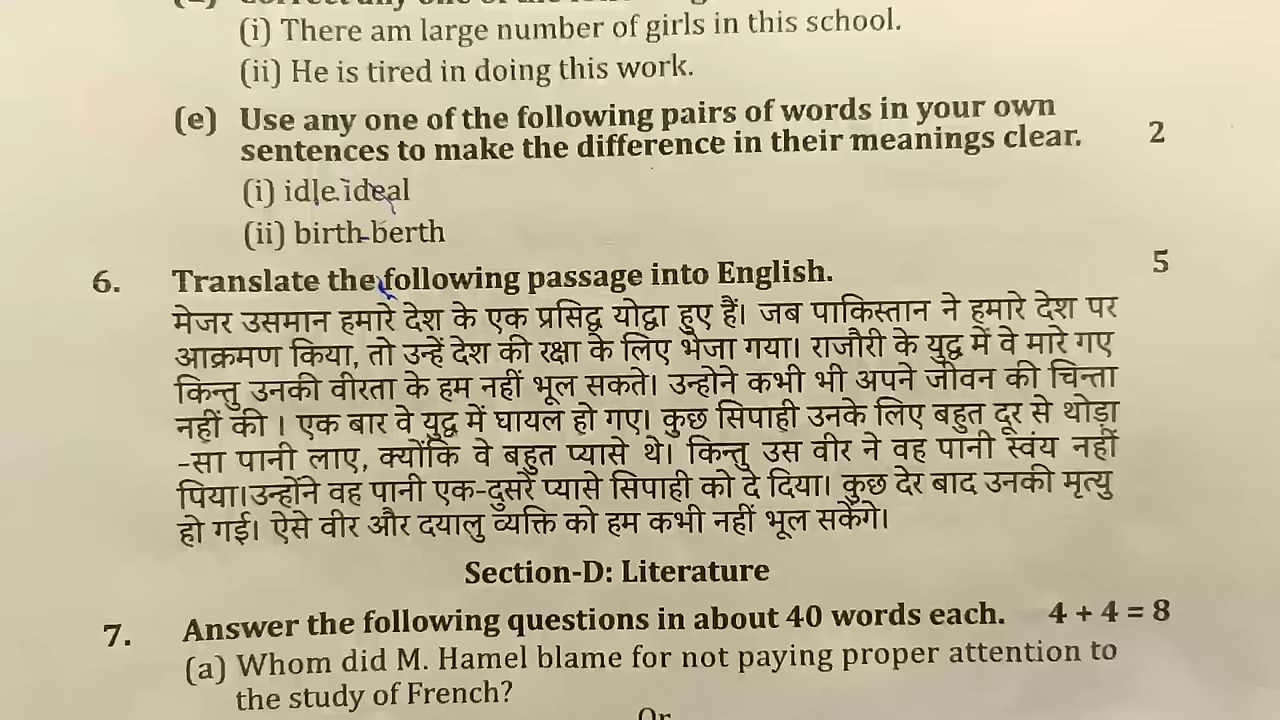 (i) There am large number of girls in this school.
(ii) He is tired in doing this work.
(e) Use any one of the following pairs of words in your own
sentences to make the difference in their meanings clear. 2
(i) idle.ideal
(ii) birth-berth
6. Translate the following passage into English. 5
मेजर उसमान हमारे देश के एक प्रसिद्ध योद्धा हुए हैं। जब पाकिस्तान ने हमारे देश पर
आक्रमण किया, तो उन्हें देश की रक्षा के लिए भेजा गया। राजौरी के युद्ध में वे मारे गए
किन्तु उनकी वीरता के हम नहीं भूल सकते। उन्होने कभी भी अपने जीवन की चिन्ता
नहीं की । एक बार वे युद्ध में घायल हो गए। कुछ सिपाही उनके लिए बहुत दूर से थोड़ा
-सा पानी लाए, क्योंकि वे बहुत प्यासे थे। किन्तु उस वीर ने वह पानी स्वंय नहीं
पिया।उन्होंने वह पानी एक-दुसरे प्यासे सिपाही को दे दिया। कुछ देर बाद उनकी मृत्यु
हो गई। ऐसे वीर और दयालु व्यक्ति को हम कभी नहीं भूल सकेंगे।
Section-D: Literature
7. Answer the following questions in about 40 words each. 4 + 4 = 8
(a) Whom did M. Hamel blame for not paying proper attention to
the study of French?
Or